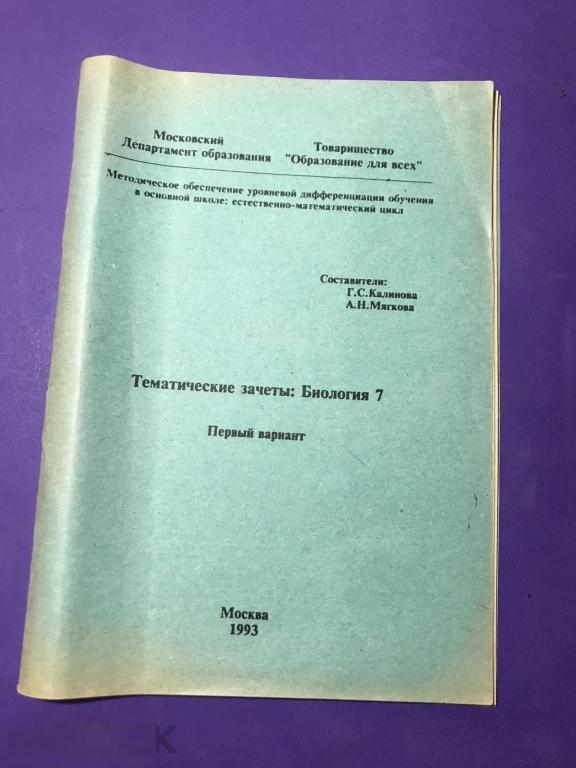 Московский
Департамент образования
Товарищество
"Образование для всех"
Методическое обеспечение уровневой дифференциации обучения
в основной школе: естественно-математический цикл
Составители:
Г.С.Калинова
А.Н.Мягкова
Тематические зачеты: Биология 7
Первый вариант
Москва
1993